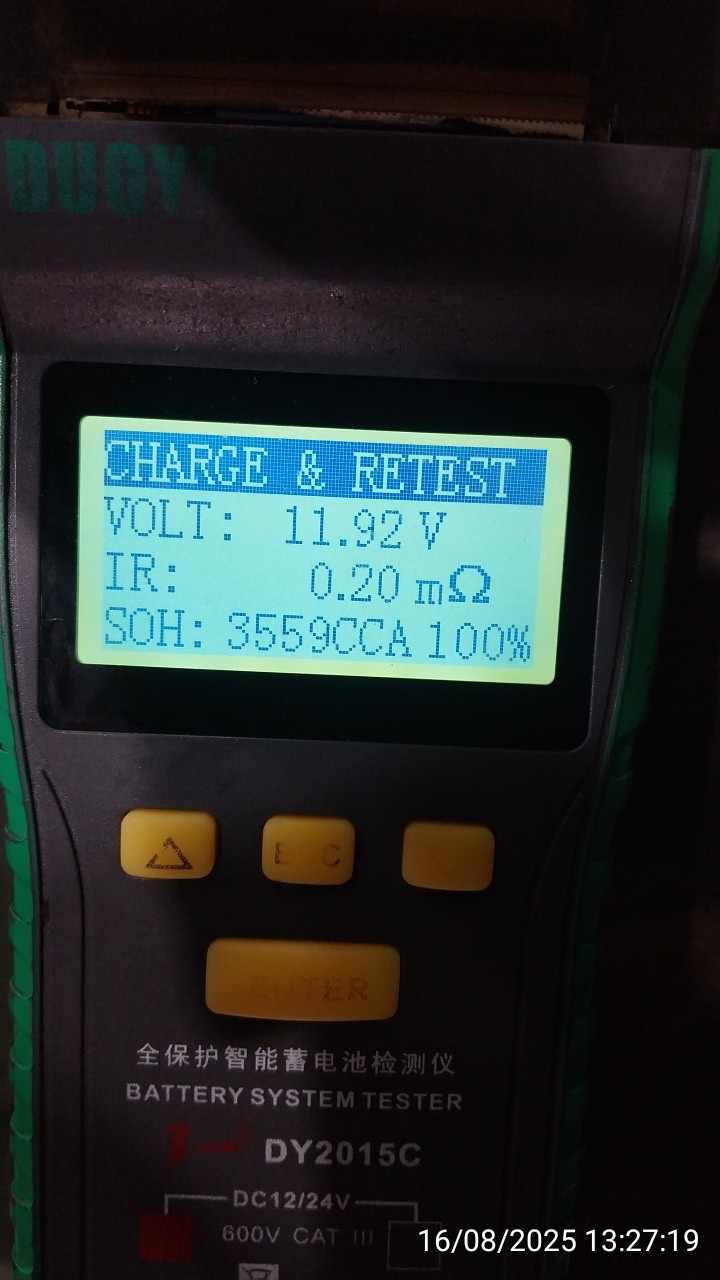 DUOY
CHARGE & RETEST
VOLT: 11.92 V
IR: 0.20 mΩ
SOH: 3559CCA 100%
ENTER
全保护智能蓄电池检测仪
BATTERY SYSTEM TESTER
DY2015C
DC12/24V
600V CAT III
16/08/2025 13:27:19